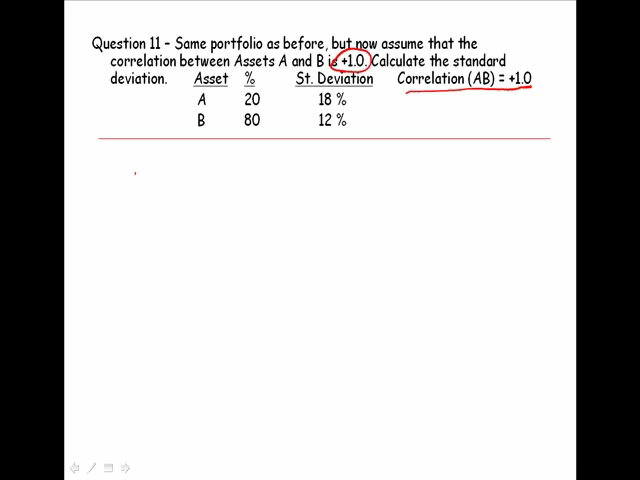 Question 11 – Same portfolio as before, but now assume that the
correlation between Assets A and B is +1.0. Calculate the standard
deviation. Asset % St. Deviation Correlation (AB) = +1.0
A 20 18 %
B 80 12 %